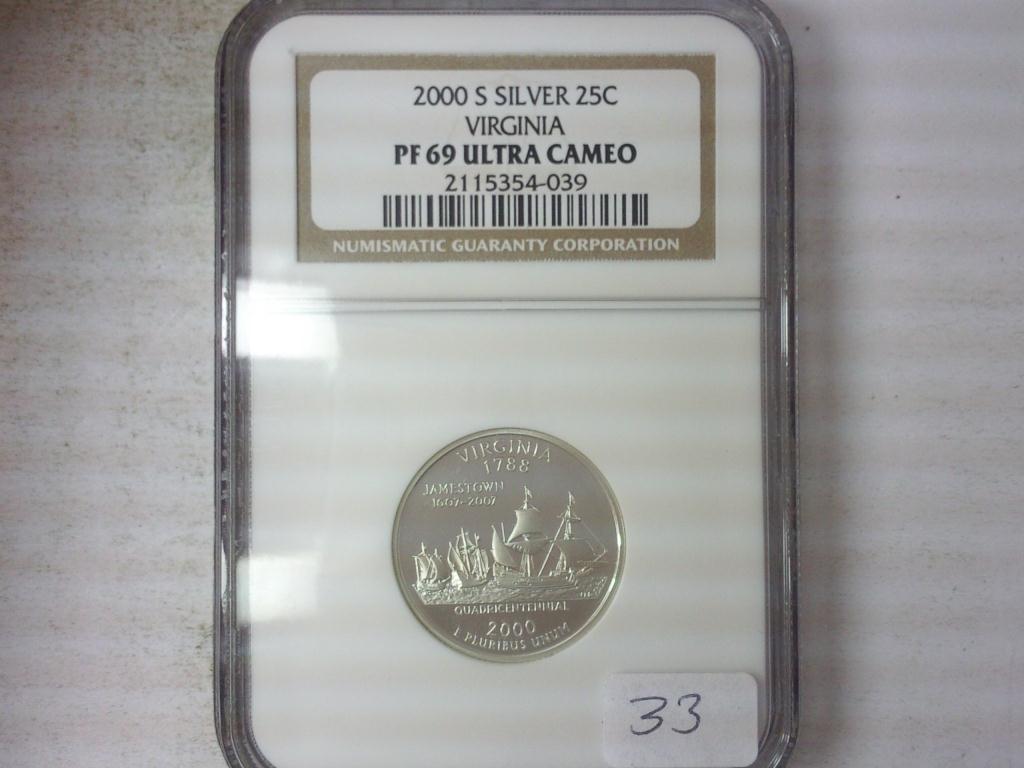 2000 S SILVER 25C
VIRGINIA
PF 69 ULTRA CAMEO
2115354-039
NUMISMATIC GUARANTY CORPORATION
VIRGINIA
1788
JAMESTOWN
1607-2007
QUADRICENTENNIAL
2000
E PLURIBUS UNUM
33